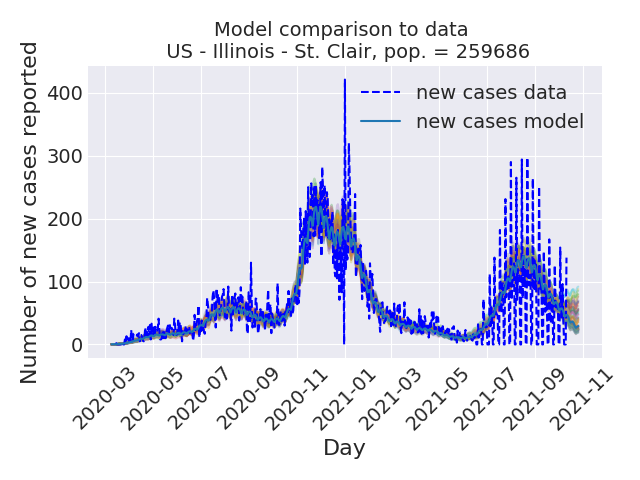 Model comparison to data
US - Illinois - St. Clair, pop. = 259686
Number of new cases reported
400
300
200
100
0
new cases data
new cases model
2020-03
2020-05
2020-07
2020-09
2020-11
2021-01
2021-03
2021-05
2021-07
2021-09
2021-11
Day